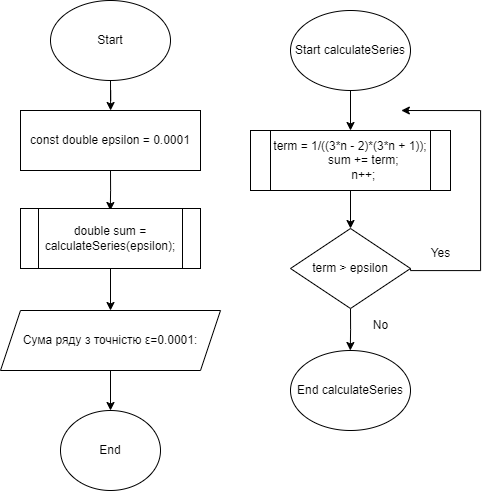 Start
const double epsilon = 0.0001
double sum =
calculateSeries(epsilon);
Сума ряду з точністю ε=0.0001:
End
Start calculateSeries
term = 1/((3*n - 2)*(3*n + 1));
sum += term;
n++;
term > epsilon
Yes
No
End calculateSeries